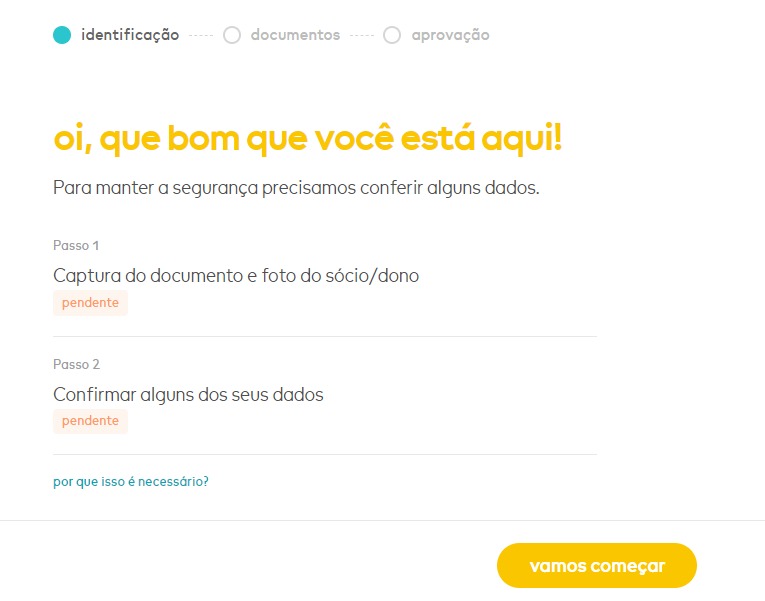 identificação
documentos
aprovação
oi, que bom que você está aqui!
Para manter a segurança precisamos conferir alguns dados.
Passo 1
Captura do documento e foto do sócio/dono
pendente
Passo 2
Confirmar alguns dos seus dados
pendente
por que isso é necessário?
vamos começar